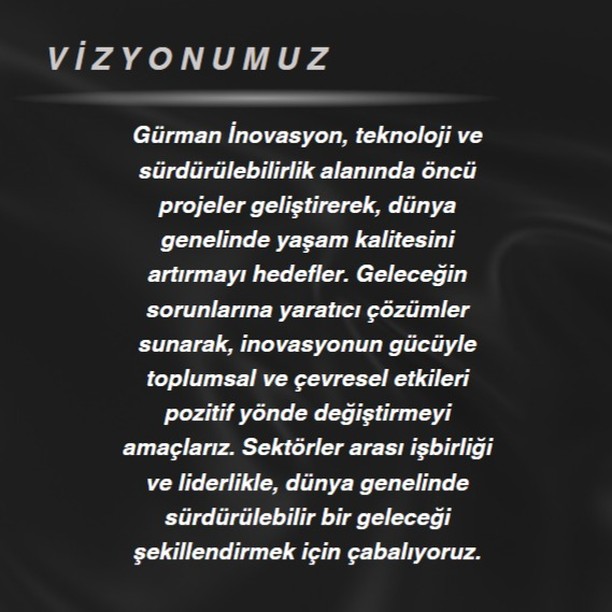 VİZYONUMUZ
Gürman İnovasyon, teknoloji ve
sürdürülebilirlik alanında öncü
projeler geliştirerek, dünya
genelinde yaşam kalitesini
artırmayı hedefler. Geleceğin
sorunlarına yaratıcı çözümler
sunarak, inovasyonun gücüyle
toplumsal ve çevresel etkileri
pozitif yönde değiştirmeyi
amaçlarız. Sektörler arası işbirliği
ve liderlikle, dünya genelinde
sürdürülebilir bir geleceği
şekillendirmek için çabalıyoruz.